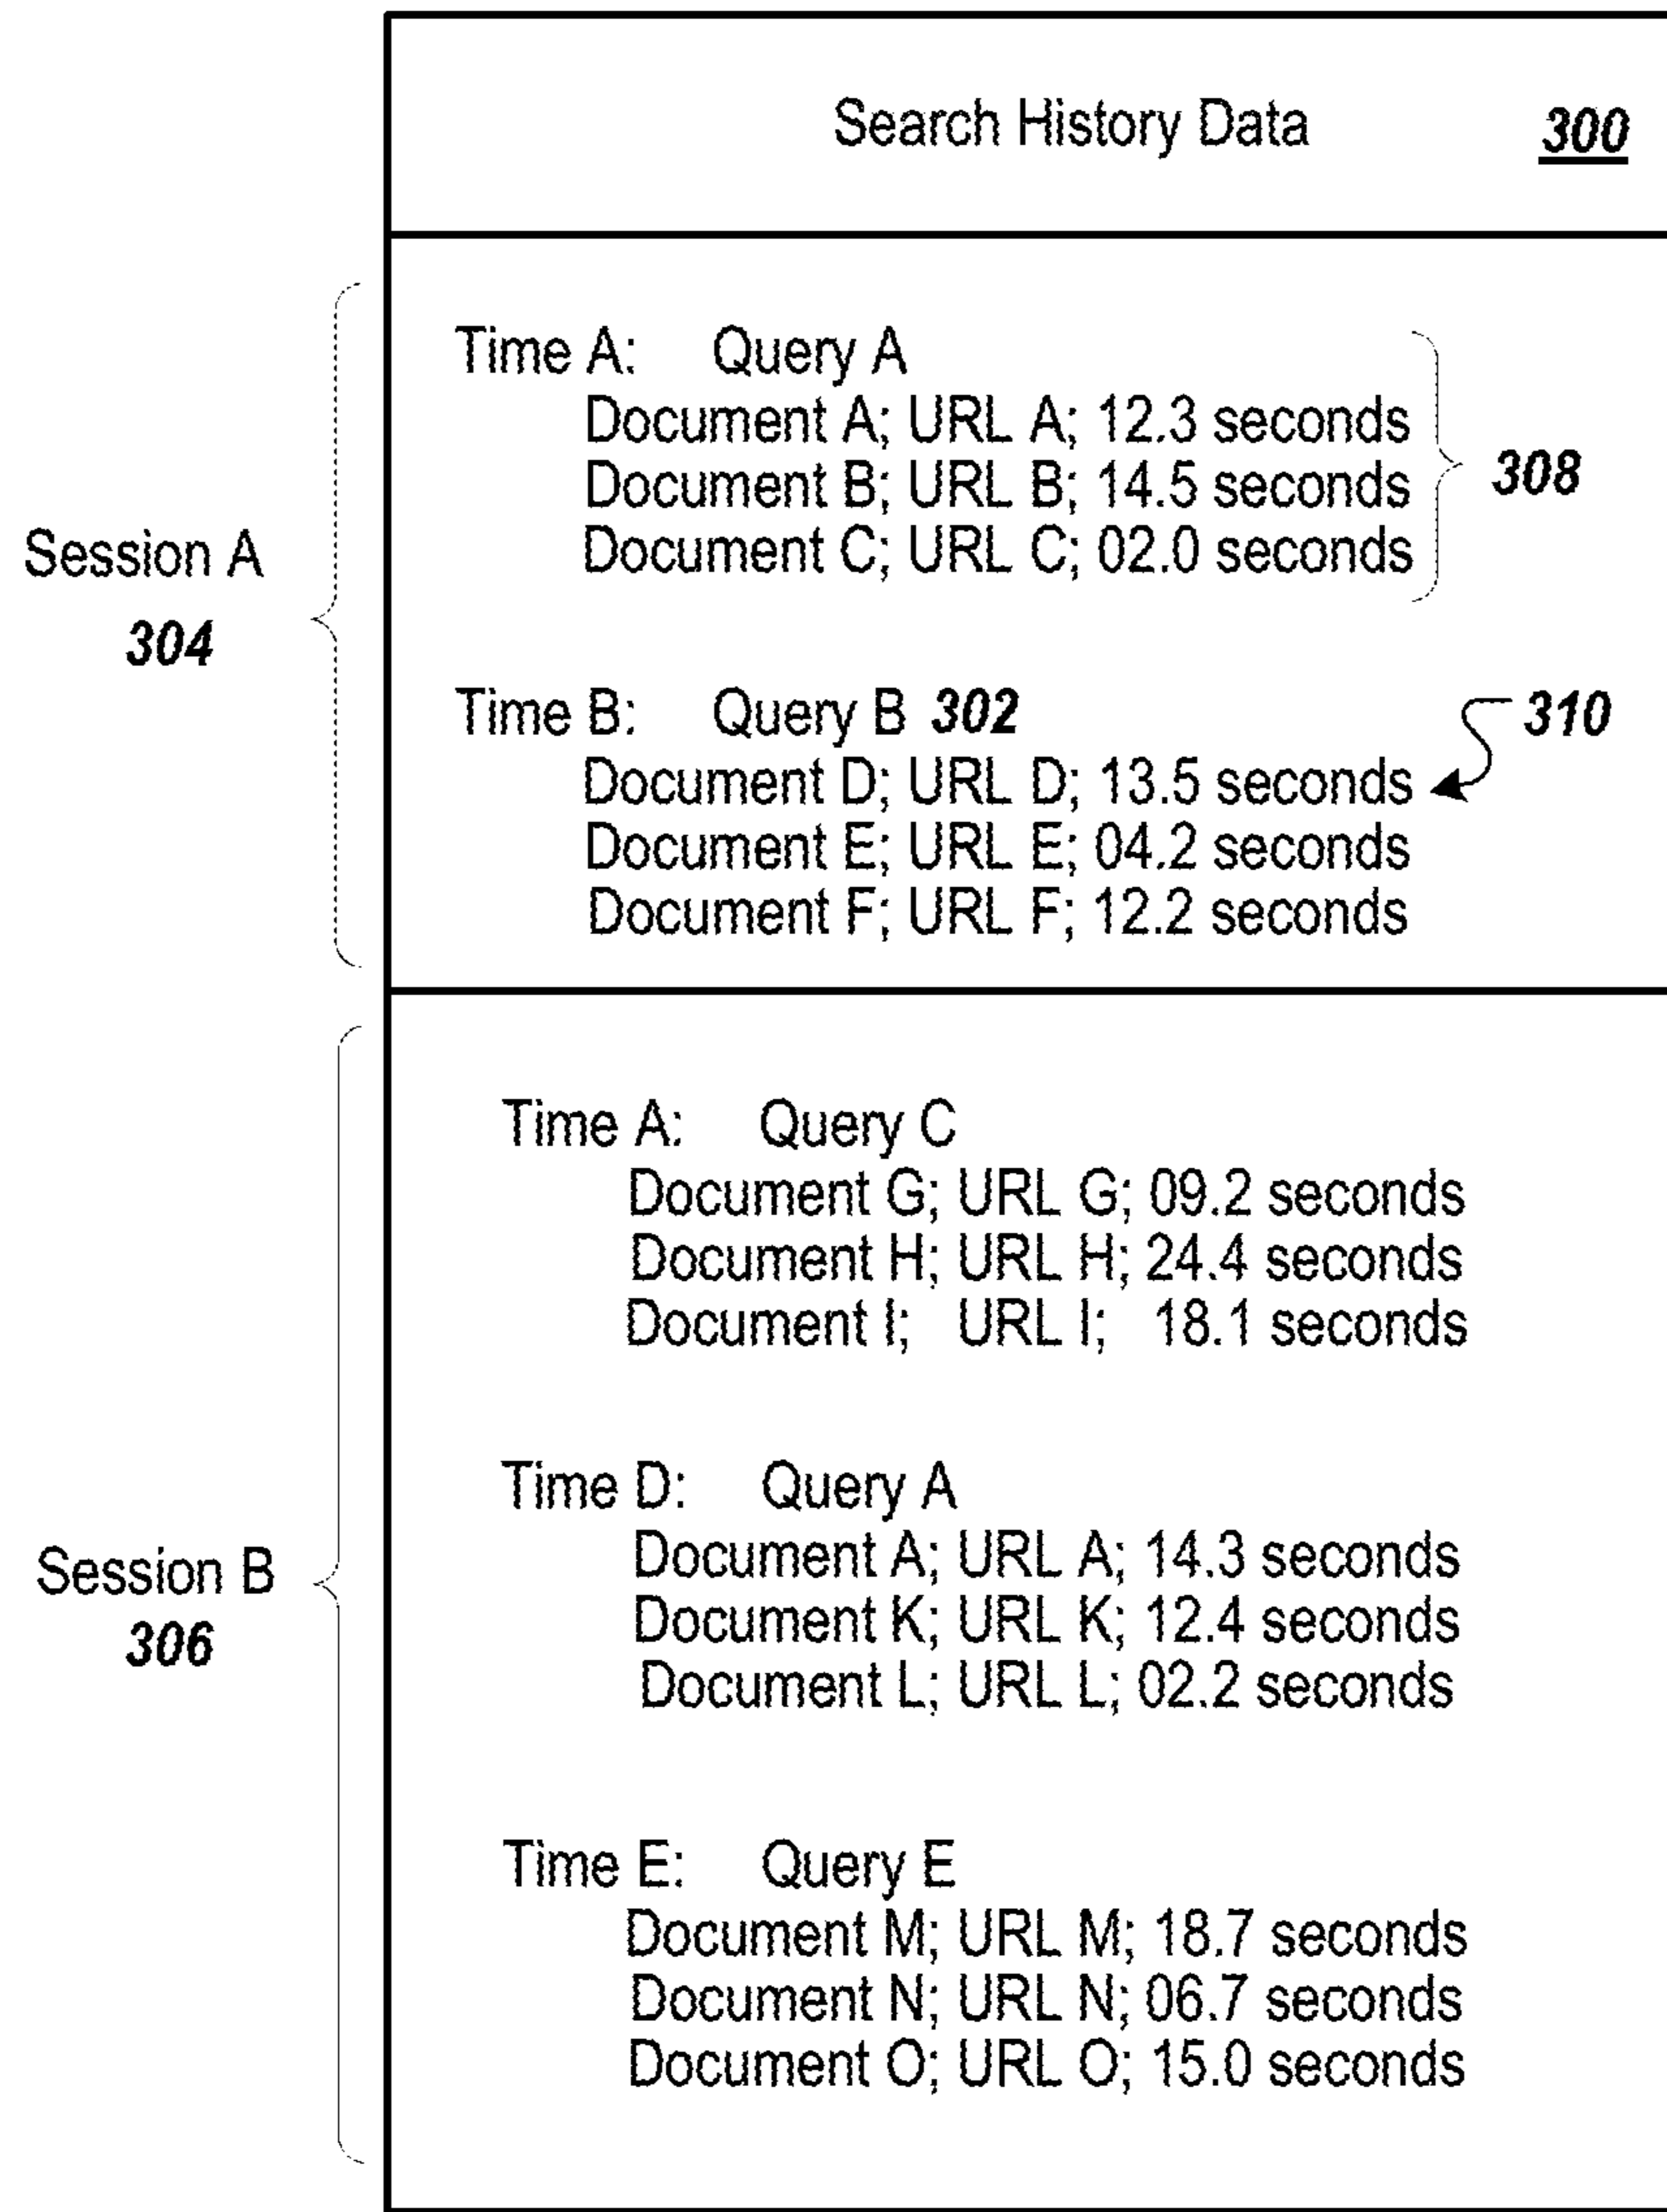 Search History Data 300
Session A
304
Time A: Query A
Document A; URL A; 12.3 seconds
Document B; URL B; 14.5 seconds
Document C; URL C; 02.0 seconds
308
Time B: Query B 302
310
Document D; URL D; 13.5 seconds
Document E; URL E; 04.2 seconds
Document F; URL F; 12.2 seconds
Session B
306
Time A: Query C
Document G; URL G; 09.2 seconds
Document H; URL H; 24.4 seconds
Document I; URL I; 18.1 seconds
Time D: Query A
Document A; URL A; 14.3 seconds
Document K; URL K; 12.4 seconds
Document L; URL L; 02.2 seconds
Time E: Query E
Document M; URL M; 18.7 seconds
Document N; URL N; 06.7 seconds
Document O; URL O; 15.0 seconds